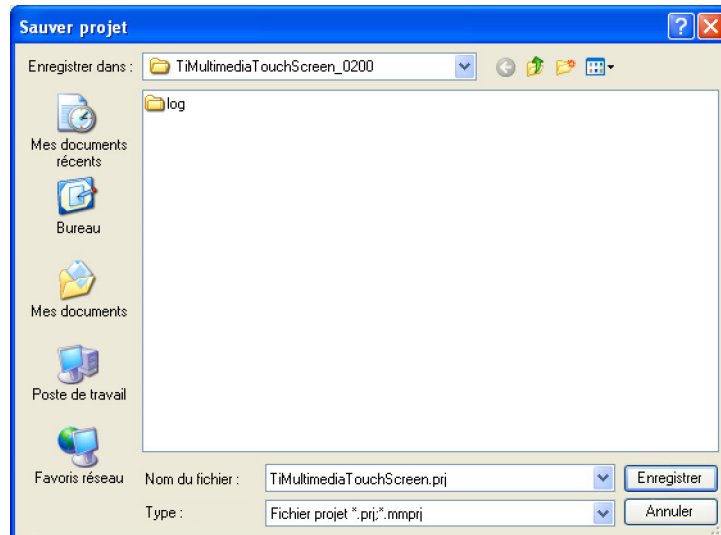 Sauver projet
Enregistrer dans :
TiMultimediaTouchScreen_0200
log
Mes documents
récents
Bureau
Mes documents
Poste de travail
Favoris réseau
Nom du fichier :
TiMultimediaTouchScreen.prj
Enregistrer
Type :
Fichier projet *.prj;*.mmprj
Annuler